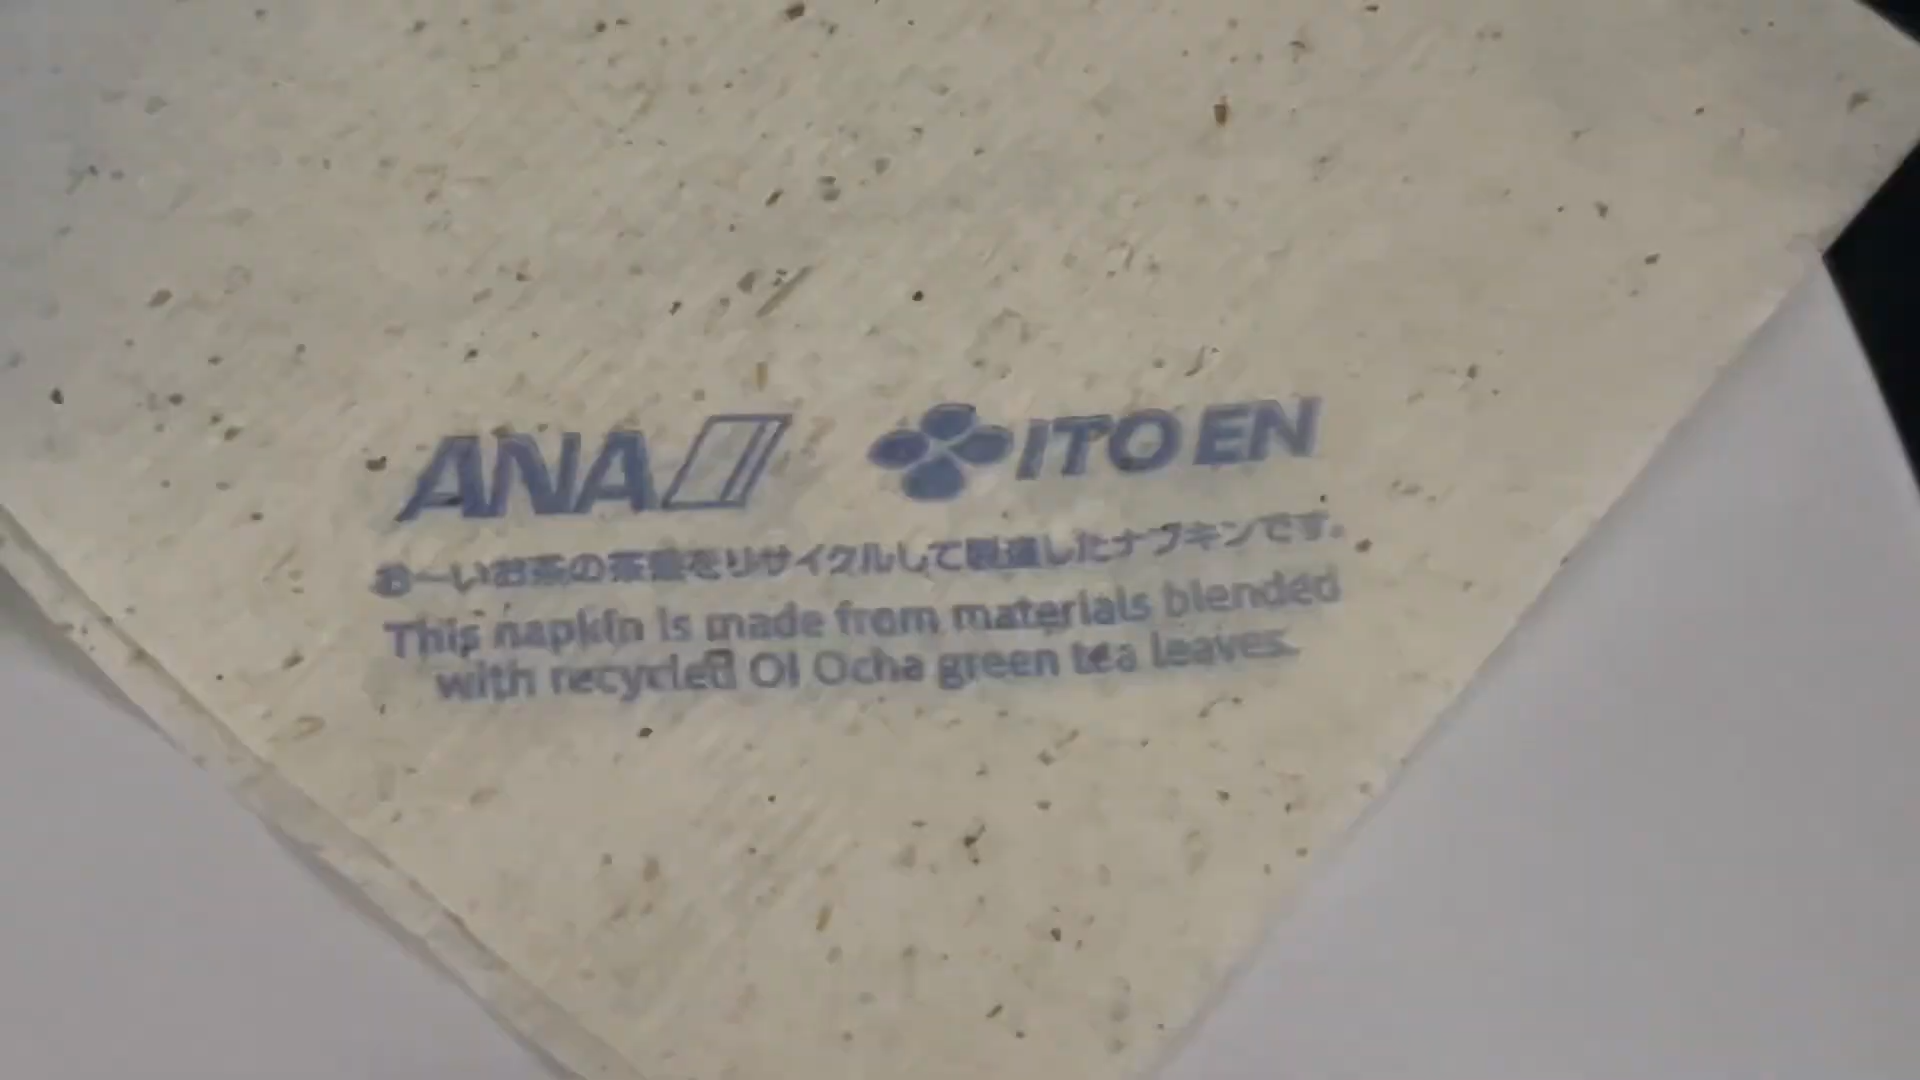 ANA ITO EN
お〜いお茶の茶葉をリサイクルして製造したナプキンです。
This napkin is made from materials blended
with recycled Oi Ocha green tea leaves.